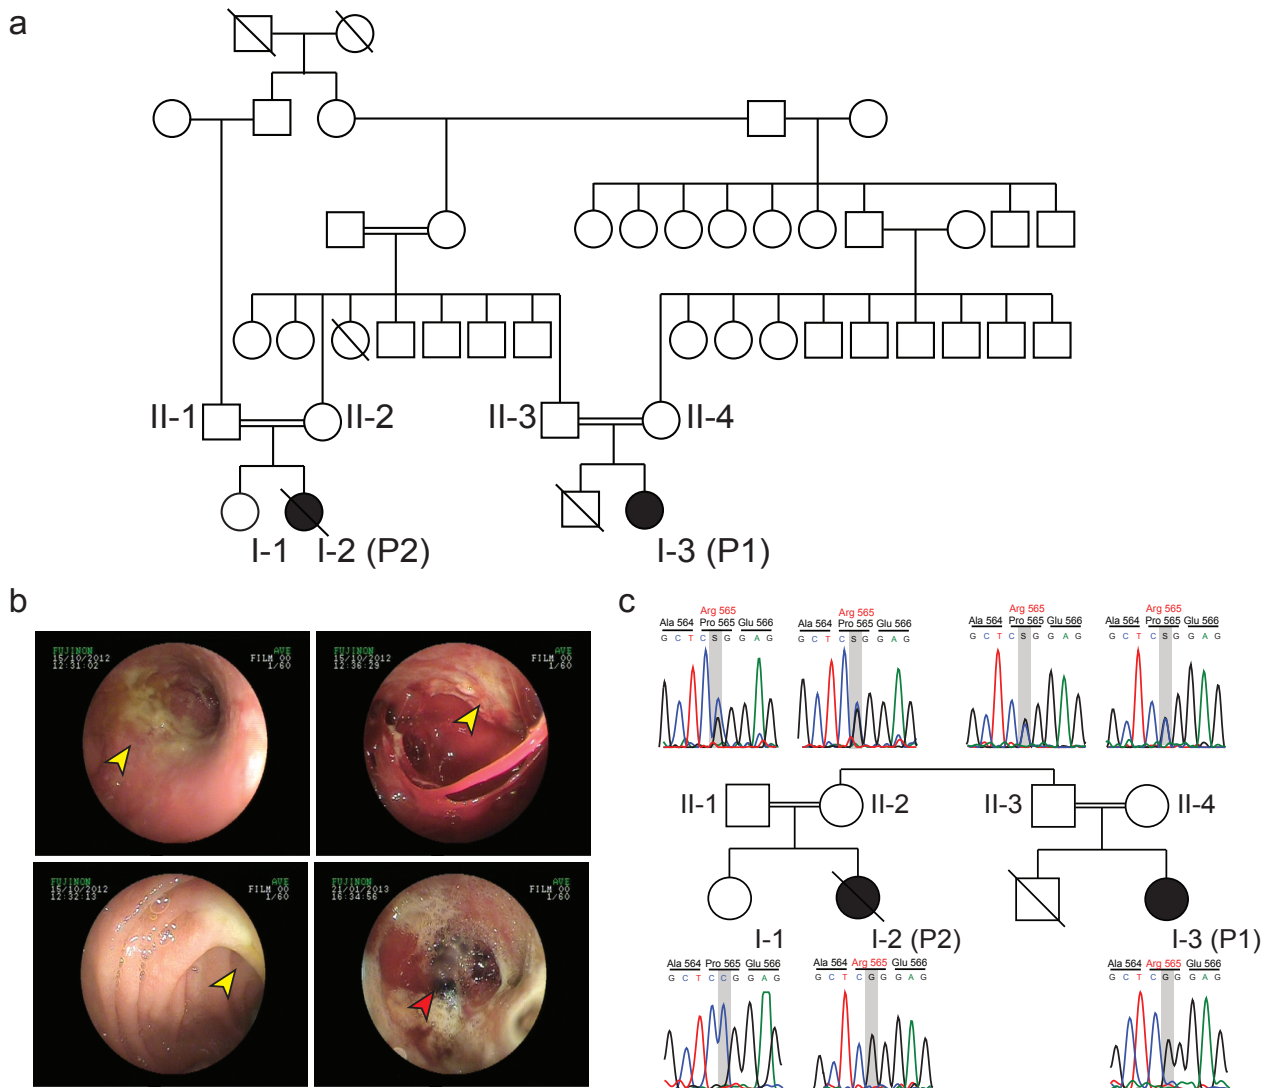 a
II-1
II-2
II-3
II-4
I-1
I-2 (P2)
I-3 (P1)
b
FUJINON
15/10/2012
12:31:02
AVE
FILM 00
1/60
FUJINON
15/10/2012
12:36:29
AVE
FILM 00
1/60
FUJINON
15/10/2012
12:32:13
AVE
FILM 00
1/60
FUJINON
21/01/2013
16:34:56
AVE
FILM 00
1/60
c
Arg 565
Ala 564 Pro 565 Glu 566
G C T C S G G A G
Arg 565
Ala 564 Pro 565 Glu 566
G C T C S G G A G
Arg 565
Ala 564 Pro 565 Glu 566
G C T C S G G A G
Arg 565
Ala 564 Pro 565 Glu 566
G C T C S G G A G
II-1
II-2
II-3
II-4
I-1
I-2 (P2)
I-3 (P1)
Ala 564 Pro 565 Glu 566
G C T C C G G A G
Ala 564 Arg 565 Glu 566
G C T C G G G A G
Ala 564 Arg 565 Glu 566
G C T C G G G A G